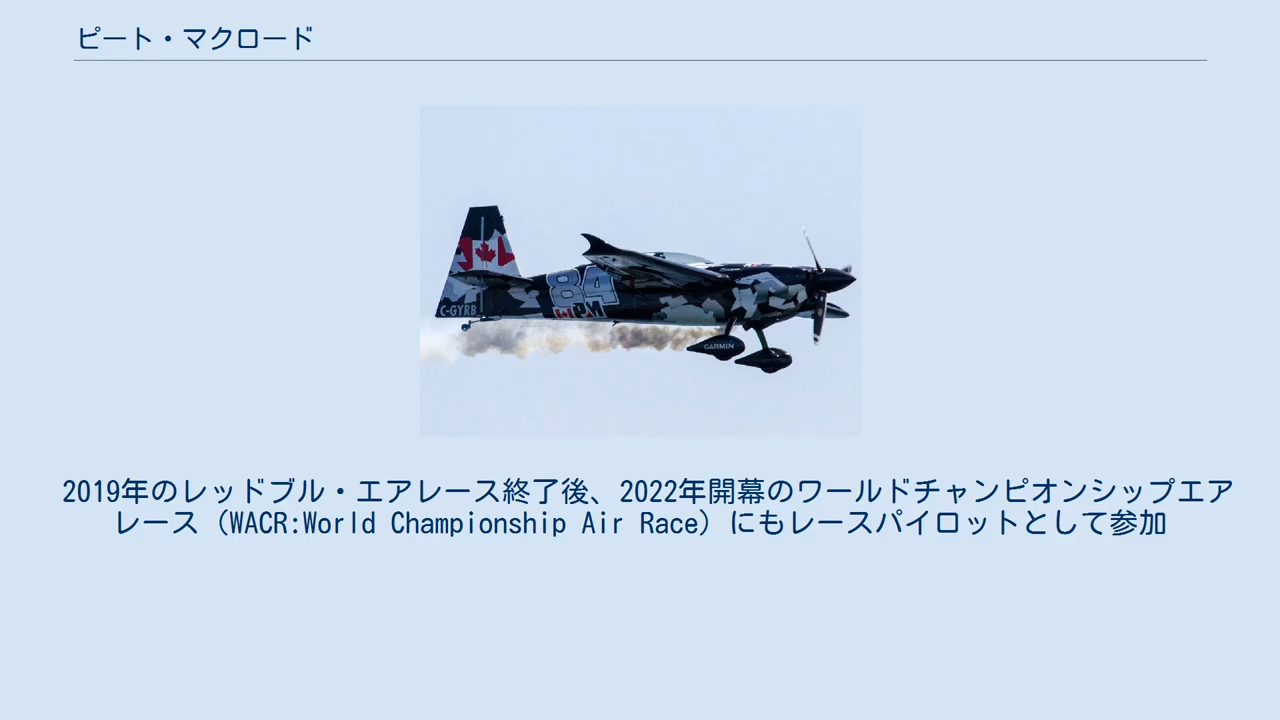 ピート・マクロード
84
PM
C-GYRB
GARMIN
2019年のレッドブル・エアレース終了後、2022年開幕のワールドチャンピオンシップエア
レース（WACR:World Championship Air Race）にもレースパイロットとして参加